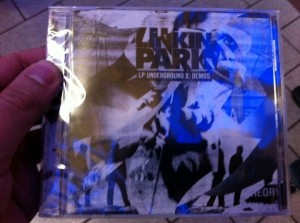 LINKIN
PARK
LP UNDERGROUND X: DEMOS